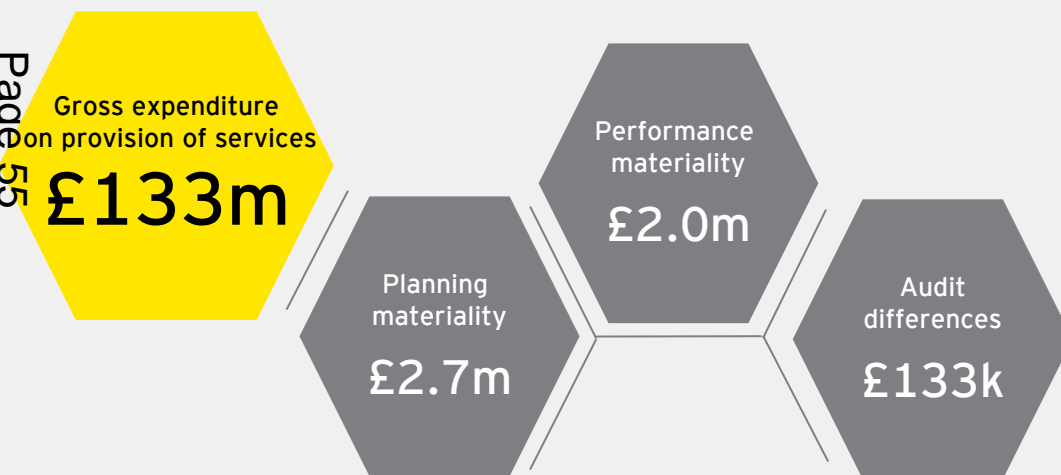 Page 55
Gross expenditure
on provision of services
£133m
Planning
materiality
£2.7m
Performance
materiality
£2.0m
Audit
differences
£133k